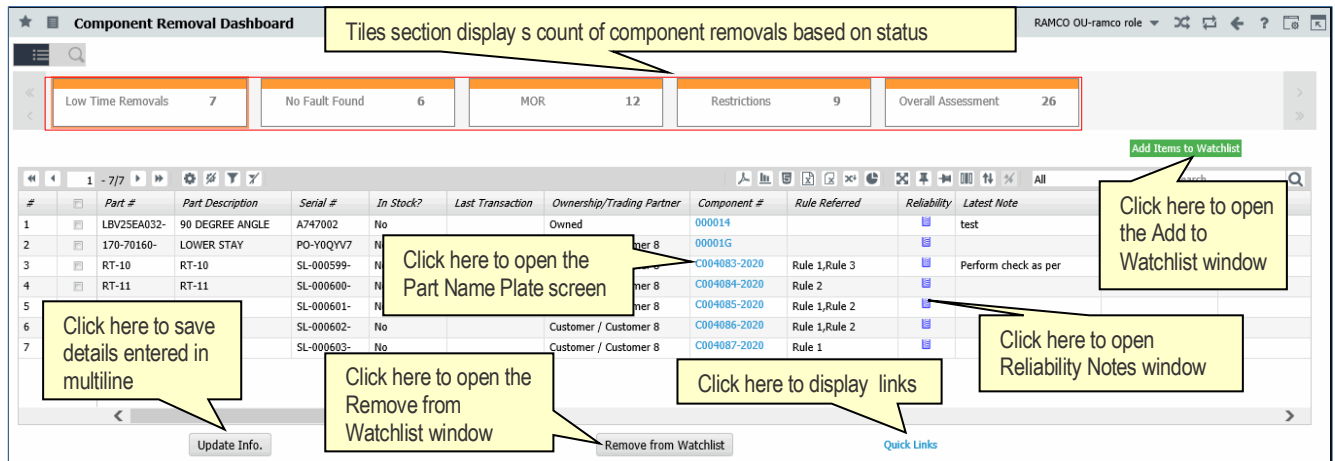 Component Removal Dashboard
RAMCO OU-ramco role
Tiles section display s count of component removals based on status
Low Time Removals 7
No Fault Found 6
MOR 12
Restrictions 9
Overall Assessment 26
Add Items to Watchlist
1 - 7/7
All
# Part # Part Description Serial # In Stock? Last Transaction Ownership/Trading Partner Component # Rule Referred Reliability Latest Note
1 LBV25EA032- 90 DEGREE ANGLE A747002 No Owned 000014 test
2 170-70160- LOWER STAY PO-Y0QYV7 mer 8 00001G
3 RT-10 RT-10 SL-000599- C004083-2020 Rule 1,Rule 3 Perform check as per
4 RT-11 RT-11 SL-000600- C004084-2020 Rule 2
5 SL-000601- mer 8 C004085-2020 Rule 1,Rule 2
6 SL-000602- No Customer / Customer 8 C004086-2020 Rule 1,Rule 2
7 SL-000603- No Customer / Customer 8 C004087-2020 Rule 1
Click here to open the
Part Name Plate screen
Click here to open
the Add to
Watchlist window
Click here to save
details entered in
multiline
Click here to open the
Remove from
Watchlist window
Click here to display links
Click here to open
Reliability Notes window
Update Info.
Remove from Watchlist
Quick Links